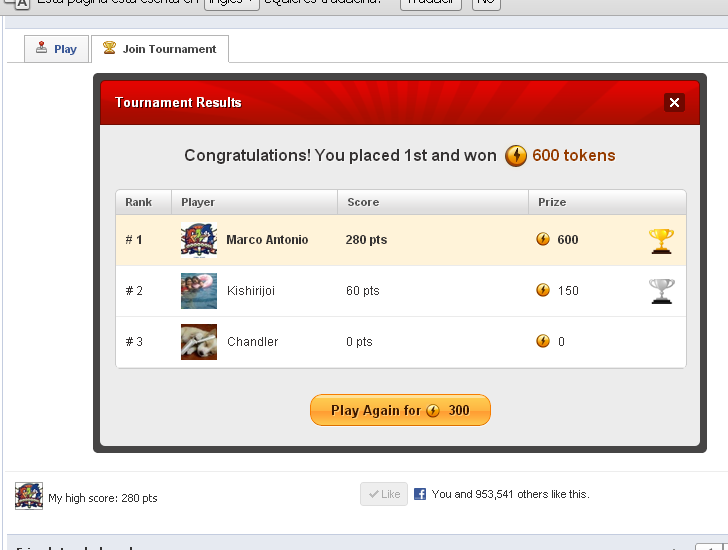 Esta página está escrita en inglés ¿Quieres traducirla? Traducir No
Play Join Tournament
Tournament Results
Congratulations! You placed 1st and won 600 tokens
Rank Player Score Prize
# 1 Marco Antonio 280 pts 600
# 2 Kishirijoi 60 pts 150
# 3 Chandler 0 pts 0
Play Again for 300
My high score: 280 pts Like You and 953,541 others like this.